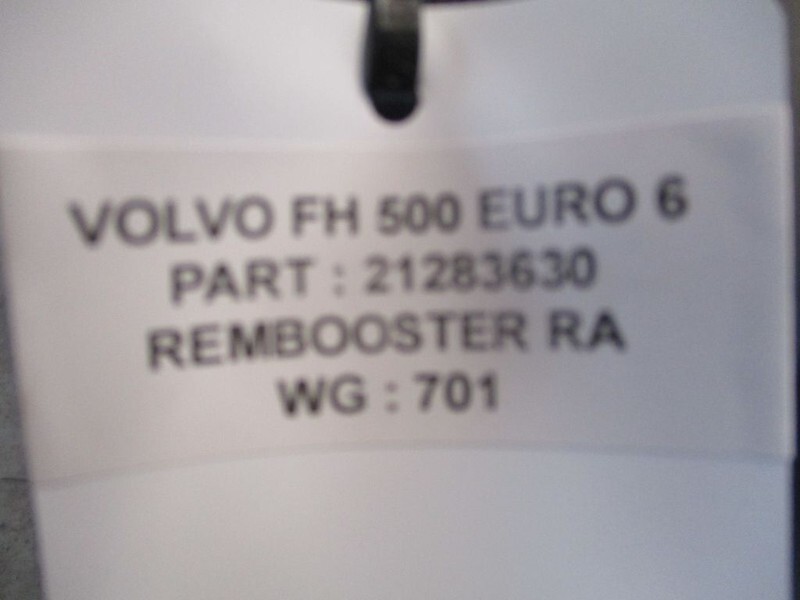 VOLVO FH 500 EURO 6
PART : 21283630
REMBOOSTER RA
WG : 701